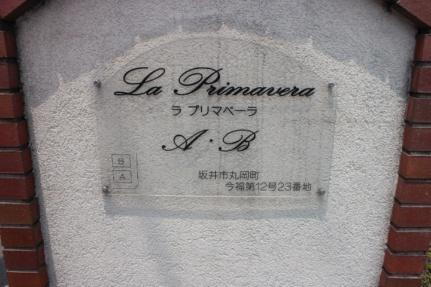 La Primavera
ラ プリマベーラ
A・B
B
A
坂井市丸岡町
今福第12号23番地